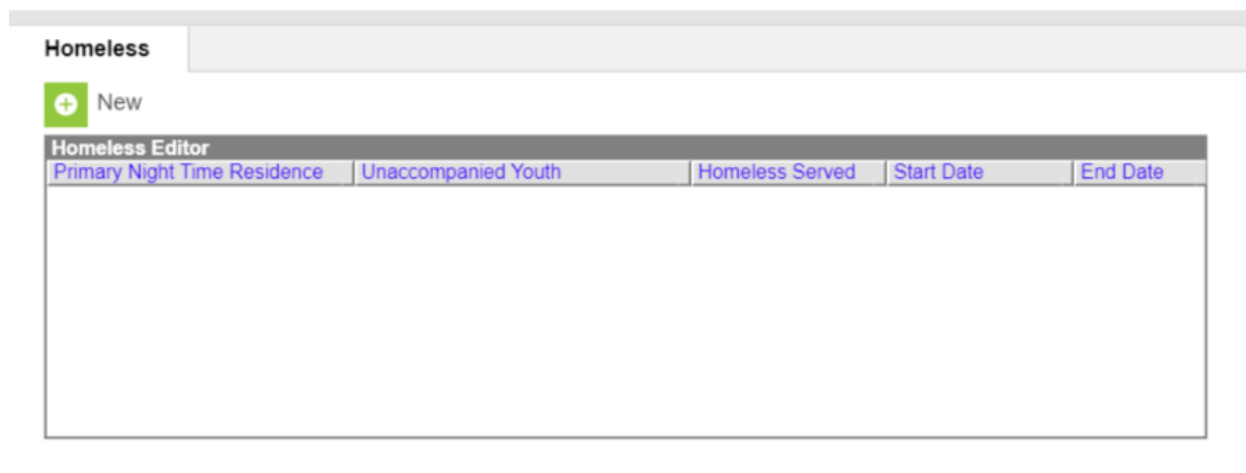 Homeless
New
Homeless Editor
Primary Night Time Residence Unaccompanied Youth Homeless Served Start Date End Date